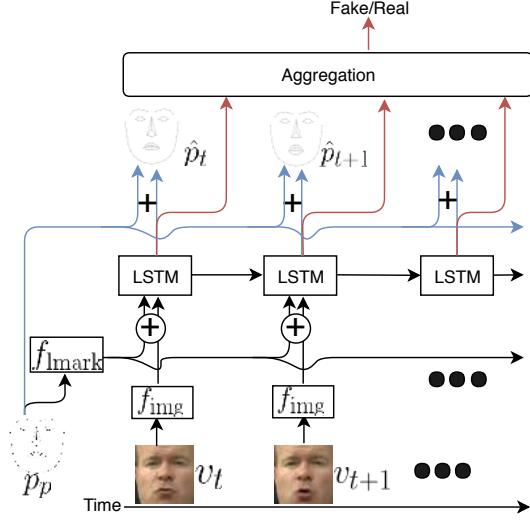 Fake/Real
Aggregation
p̂_t
p̂_{t+1}
+
+
+
LSTM
LSTM
LSTM
+
+
f_lmark
f_img
f_img
p_p
v_t
v_{t+1}
Time